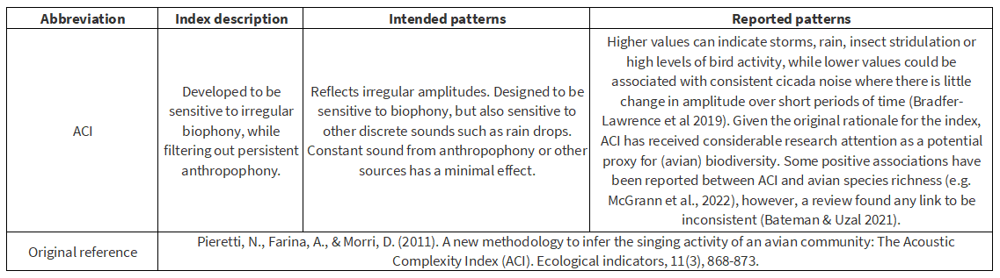 Abbreviation
Index description
Intended patterns
Reported patterns
ACI
Developed to be
sensitive to irregular
biophony, while
filtering out persistent
anthropophony.
Reflects irregular amplitudes. Designed to be
sensitive to biophony, but also sensitive to
other discrete sounds such as rain drops.
Constant sound from anthropophony or other
sources has a minimal effect.
Higher values can indicate storms, rain, insect stridulation or
high levels of bird activity, while lower values could be
associated with consistent cicada noise where there is little
change in amplitude over short periods of time (Bradfer-
Lawrence et al 2019). Given the original rationale for the index,
ACI has received considerable research attention as a potential
proxy for (avian) biodiversity. Some positive associations have
been reported between ACI and avian species richness (e.g.
McGrann et al., 2022), however, a review found any link to be
inconsistent (Bateman & Uzal 2021).
Original reference
Pieretti, N., Farina, A., & Morri, D. (2011). A new methodology to infer the singing activity of an avian community: The Acoustic
Complexity Index (ACI). Ecological indicators, 11(3), 868-873.